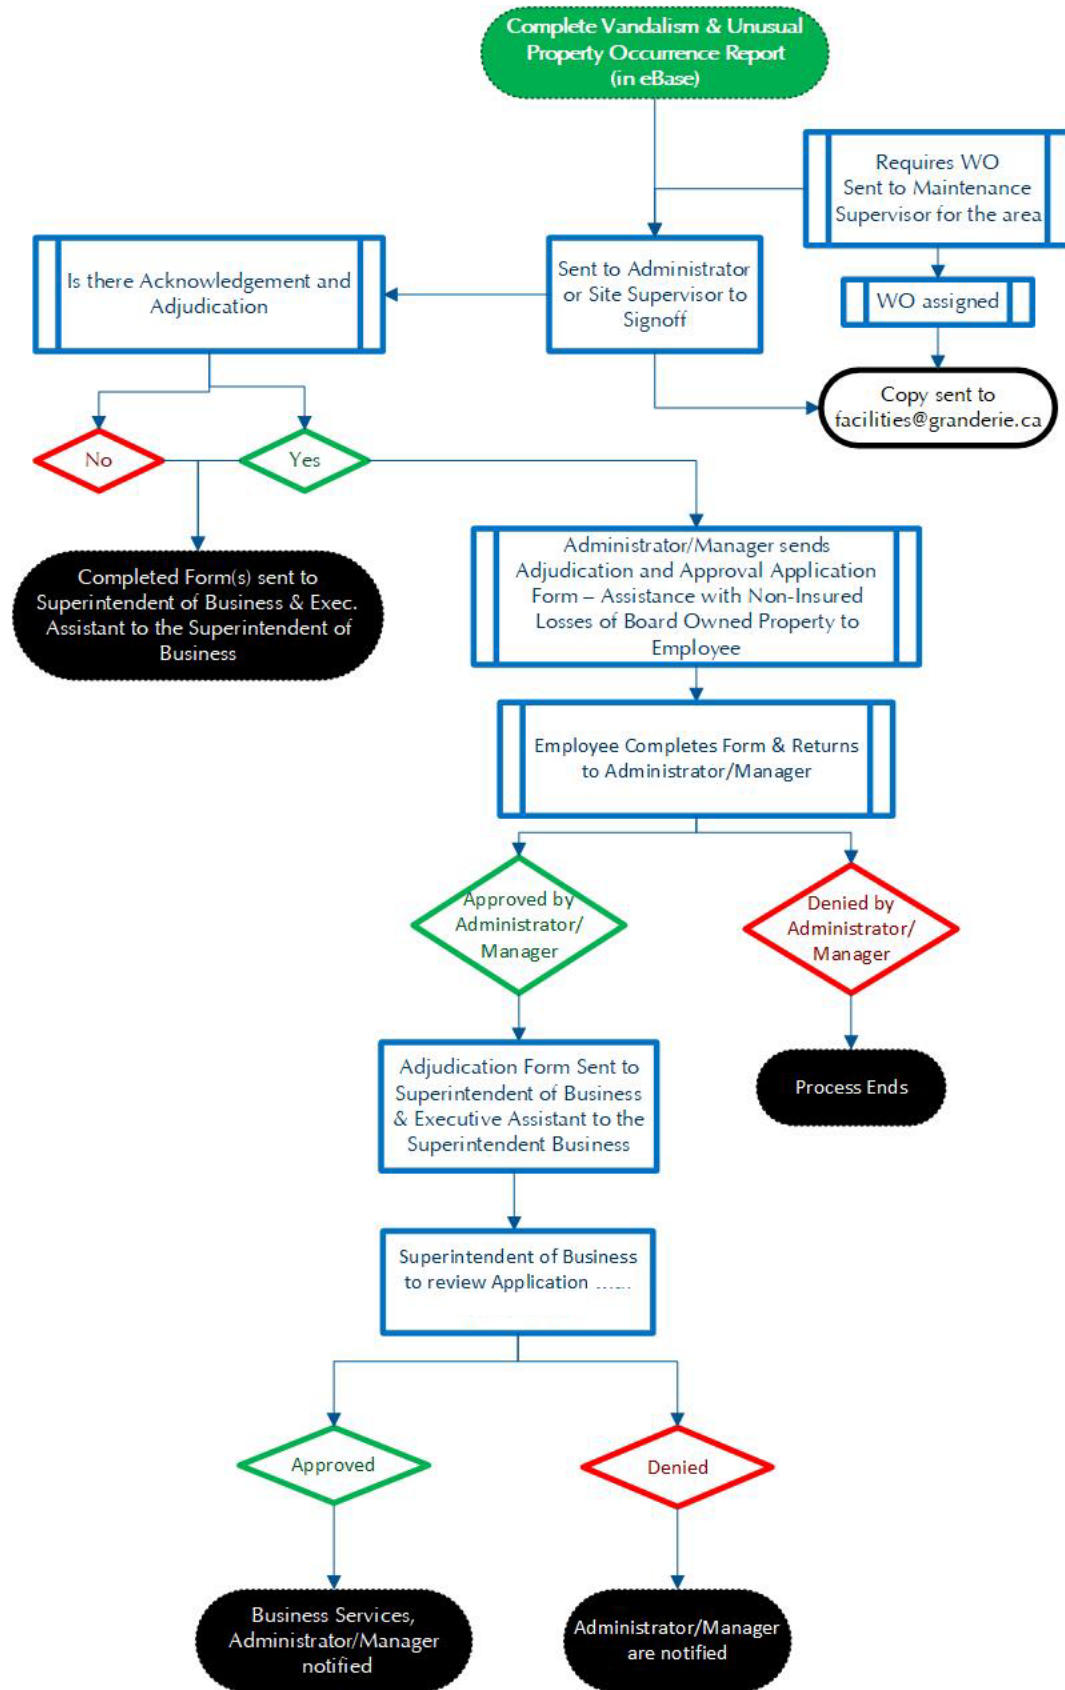 Complete Vandalism & Unusual
Property Occurrence Report
(in eBase)
Requires WO
Sent to Maintenance
Supervisor for the area
Is there Acknowledgement and
Adjudication
Sent to Administrator
or Site Supervisor to
Signoff
WO assigned
Copy sent to
facilities@granderie.ca
No
Yes
Completed Form(s) sent to
Superintendent of Business & Exec.
Assistant to the Superintendent of
Business
Administrator/Manager sends
Adjudication and Approval Application
Form – Assistance with Non-Insured
Losses of Board Owned Property to
Employee
Employee Completes Form & Returns
to Administrator/Manager
Approved by
Administrator/
Manager
Denied by
Administrator/
Manager
Adjudication Form Sent to
Superintendent of Business
& Executive Assistant to the
Superintendent Business
Process Ends
Superintendent of Business
to review Application ......
Approved
Denied
Business Services,
Administrator/Manager
notified
Administrator/Manager
are notified